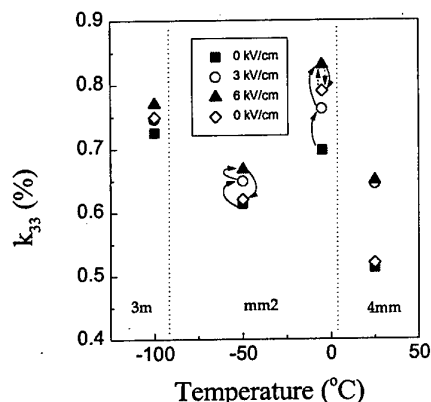 0.9
0.8
0.7
0.6
0.5
0.4
k33 (%)
0 kV/cm
3 kV/cm
6 kV/cm
0 kV/cm
3m
mm2
4mm
-100
-50
0
50
Temperature (°C)